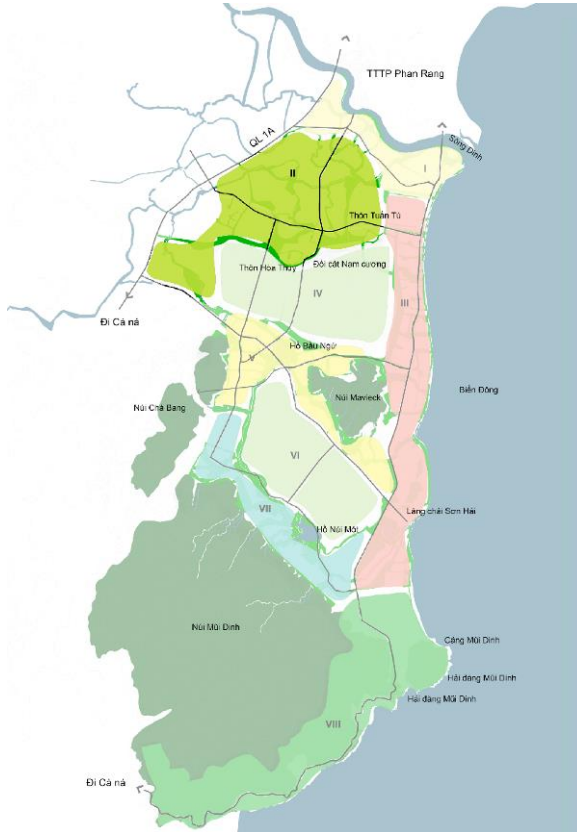 TTTP Phan Rang
QL 1A
Sông Dinh
I
II
Thôn Tuấn Tú
Thôn Hòa Thủy
Đồi cát Nam cương
IV
III
Đi Cà ná
Hồ Bầu Ngứ
V
Núi Mavieck
Biển Đông
Núi Chà Bang
VI
Làng chài Sơn Hải
VII
Hồ Núi Một
Núi Mũi Dinh
Cảng Mũi Dinh
Hải đăng Mũi Dinh
Hải đăng Mũi Dinh
VIII
Đi Cà ná